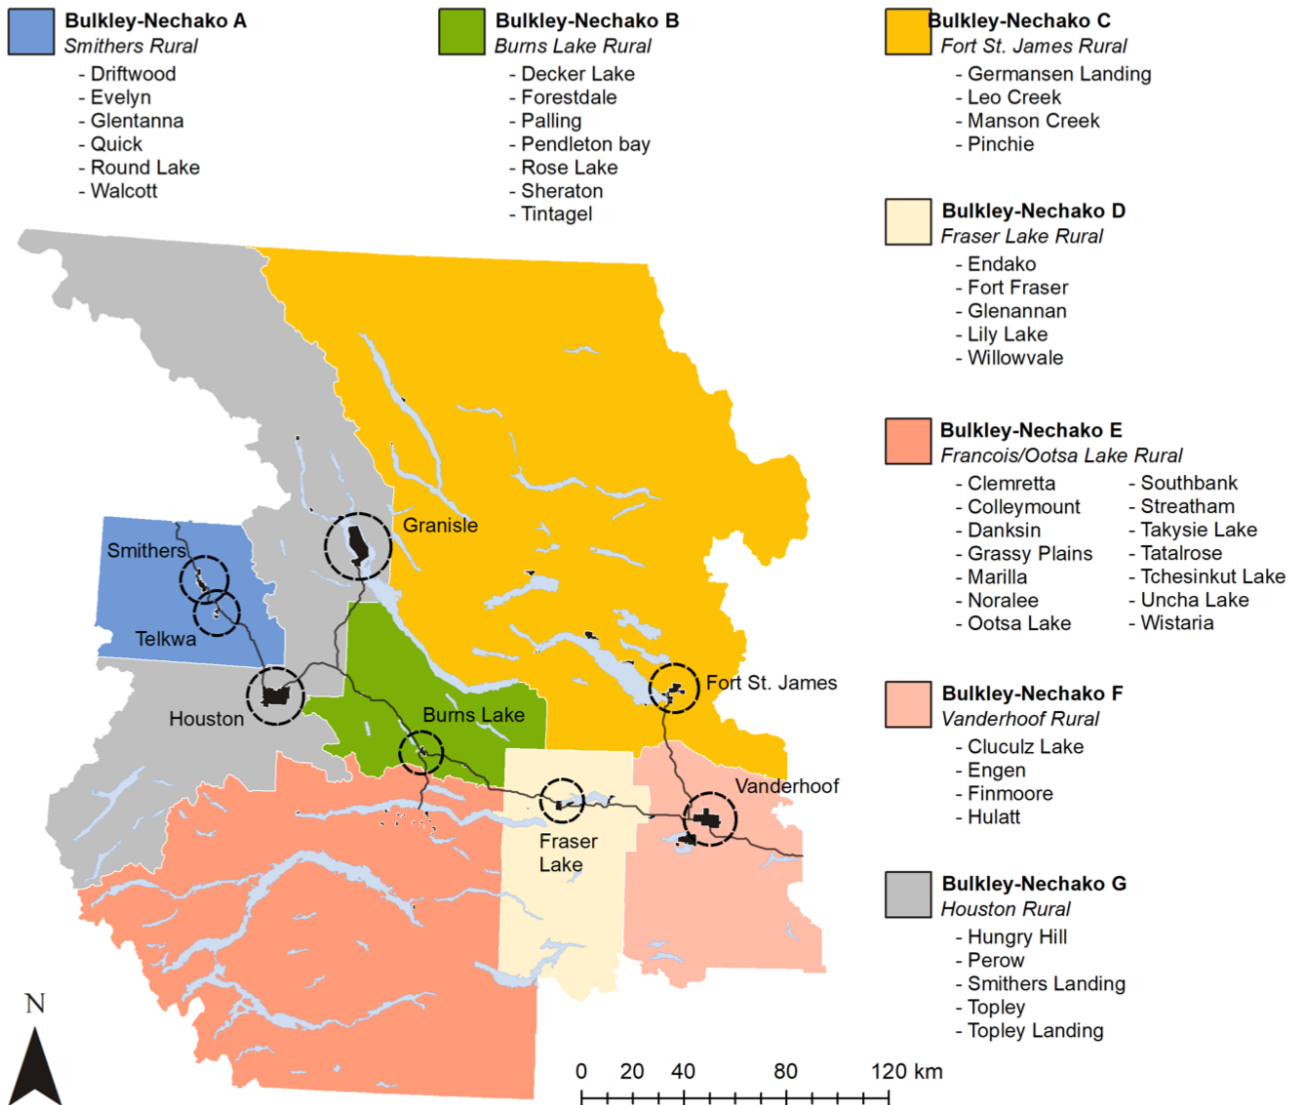 Bulkley-Nechako A
Smithers Rural
- Driftwood
- Evelyn
- Glentanna
- Quick
- Round Lake
- Walcott
Bulkley-Nechako B
Burns Lake Rural
- Decker Lake
- Forestdale
- Palling
- Pendleton bay
- Rose Lake
- Sheraton
- Tintagel
Bulkley-Nechako C
Fort St. James Rural
- Germansen Landing
- Leo Creek
- Manson Creek
- Pinchie
Bulkley-Nechako D
Fraser Lake Rural
- Endako
- Fort Fraser
- Glenannan
- Lily Lake
- Willowvale
Bulkley-Nechako E
Francois/Ootsa Lake Rural
- Clemretta
- Colleymount
- Danksin
- Grassy Plains
- Marilla
- Noralee
- Ootsa Lake
- Southbank
- Streatham
- Takysie Lake
- Tatalrose
- Tchesinkut Lake
- Uncha Lake
- Wistaria
Bulkley-Nechako F
Vanderhoof Rural
- Cluculz Lake
- Engen
- Finmoore
- Hulatt
Bulkley-Nechako G
Houston Rural
- Hungry Hill
- Perow
- Smithers Landing
- Topley
- Topley Landing
Granisle
Smithers
Telkwa
Houston
Burns Lake
Fort St. James
Vanderhoof
Fraser
Lake
N
0 20 40 80 120 km